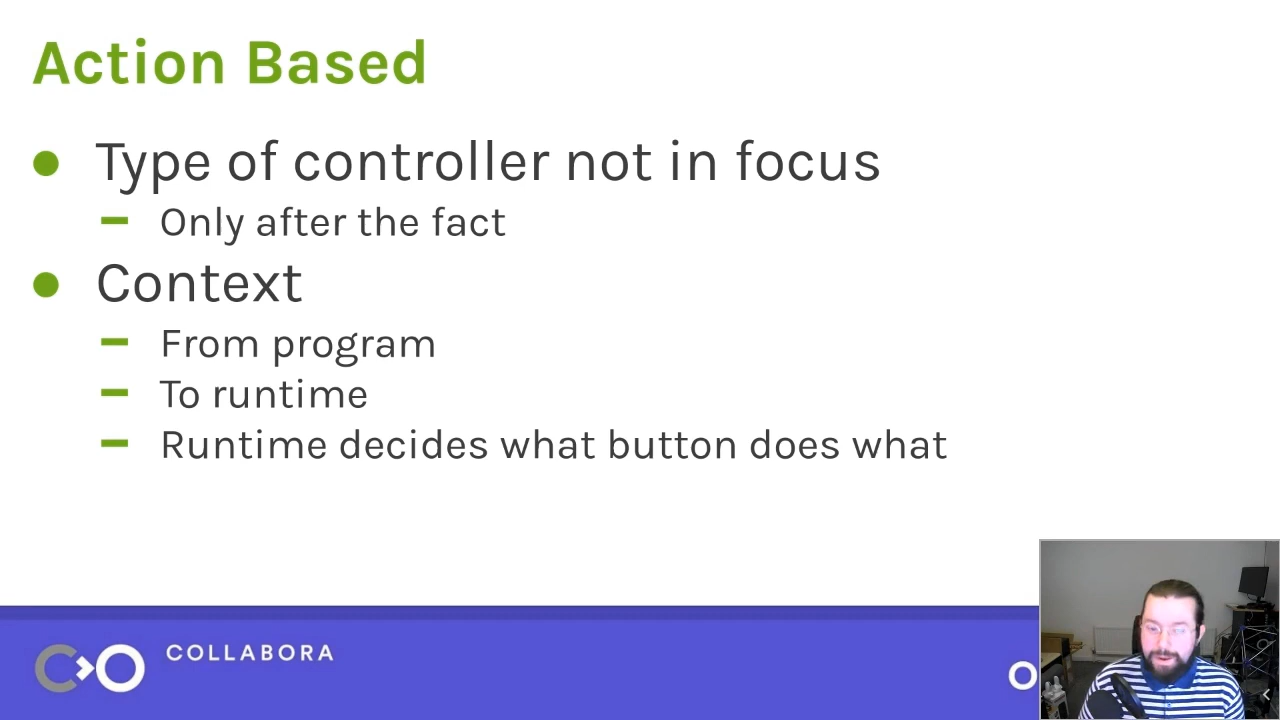 Action Based
Type of controller not in focus
Only after the fact
Context
From program
To runtime
Runtime decides what button does what
COLLABORA
O